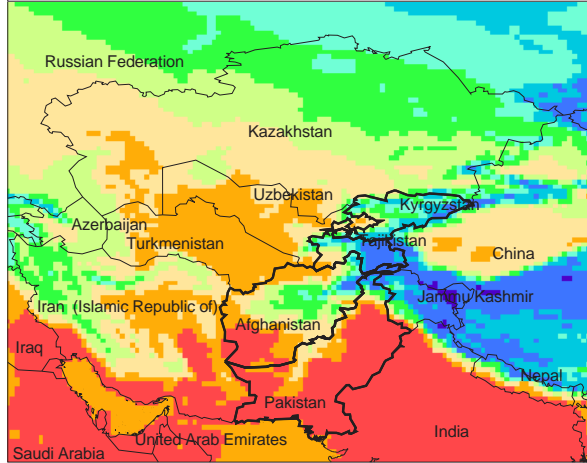 Russian Federation
Kazakhstan
Uzbekistan
Kyrgyzstan
Azerbaijan
Turkmenistan
Tajikistan
China
Iran (Islamic Republic of)
Jammu Kashmir
Afghanistan
Iraq
Nepal
Pakistan
United Arab Emirates
India
Saudi Arabia